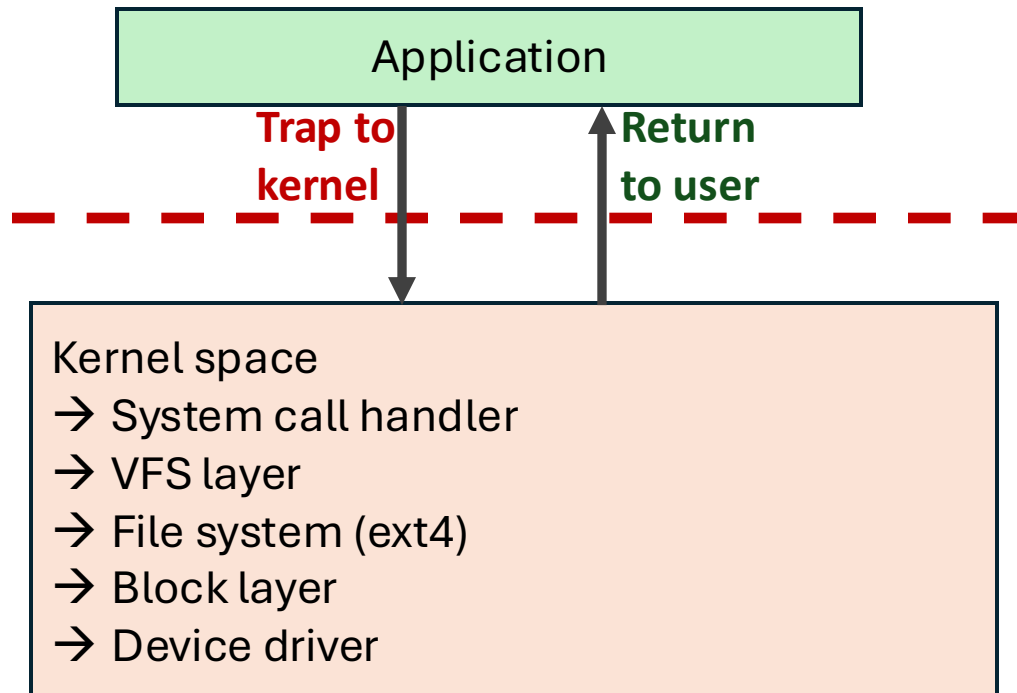 Application
Trap to
kernel
Return
to user
Kernel space
→ System call handler
→ VFS layer
→ File system (ext4)
→ Block layer
→ Device driver